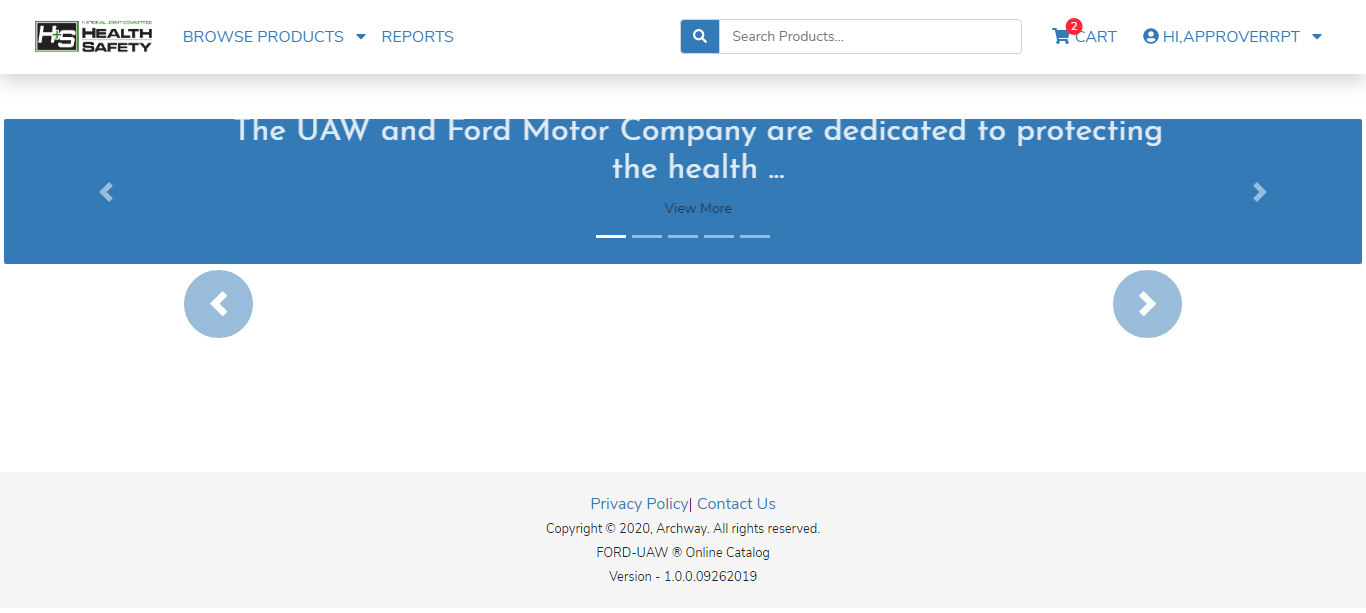 NATIONAL JOINT COMMITTEE
H+S HEALTH
SAFETY
BROWSE PRODUCTS
REPORTS
Search Products...
2
CART
HI,APPROVERRPT
The UAW and Ford Motor Company are dedicated to protecting
the health ...
View More
Privacy Policy| Contact Us
Copyright © 2020, Archway. All rights reserved.
FORD-UAW ® Online Catalog
Version - 1.0.0.09262019